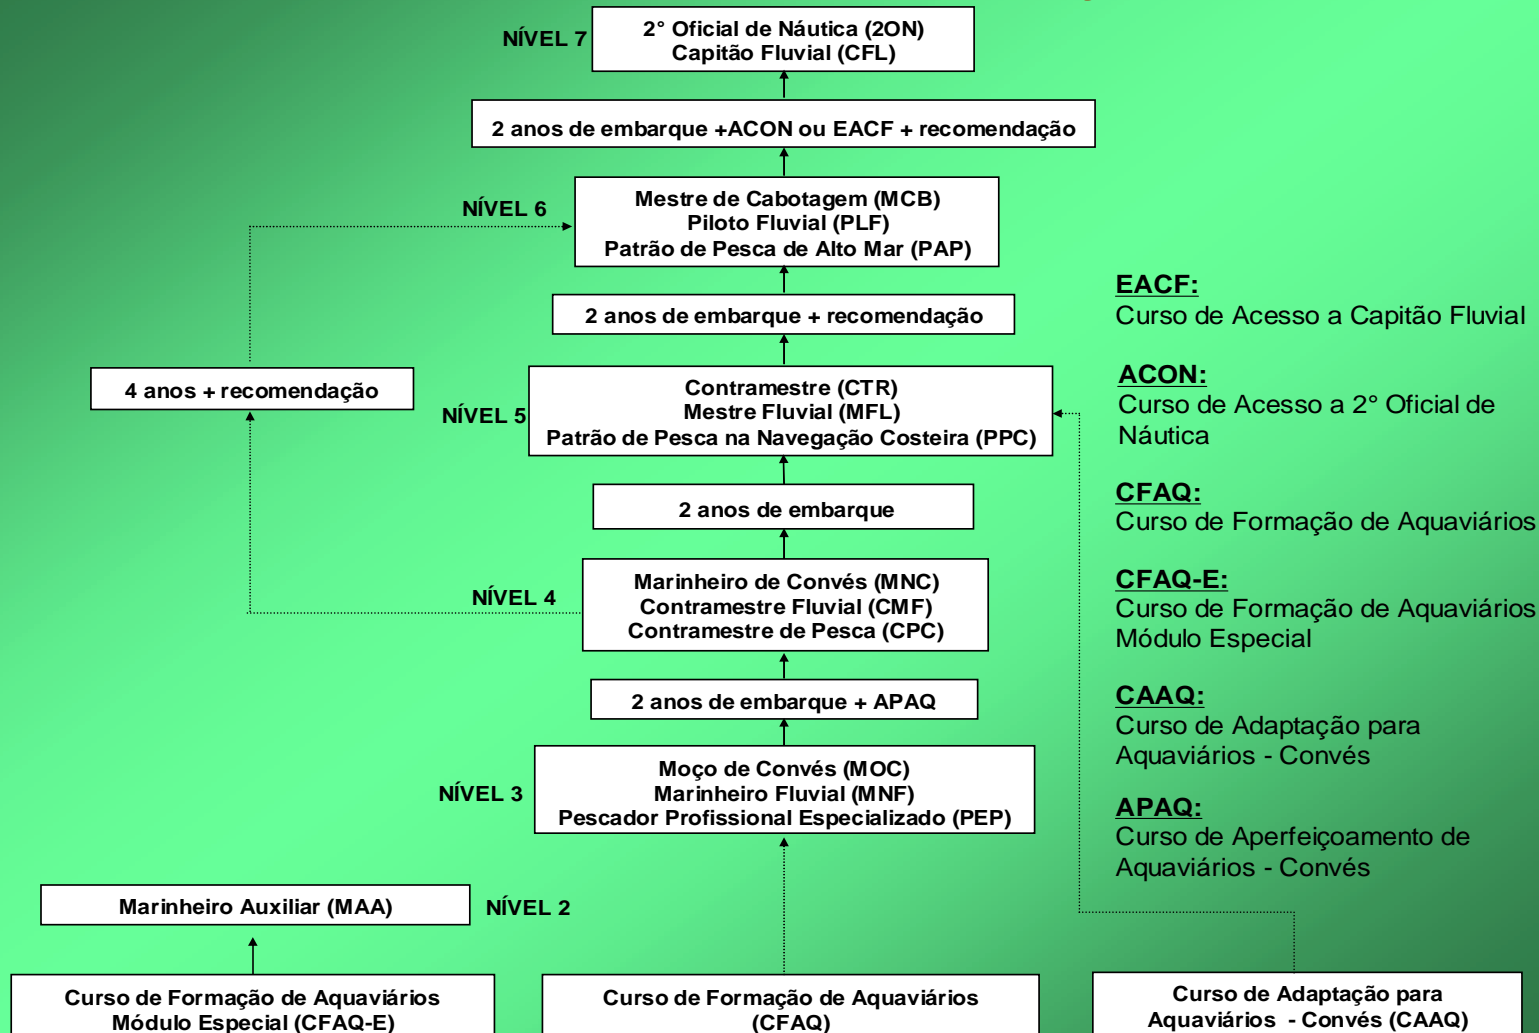 NÍVEL 7
2° Oficial de Náutica (2ON)
Capitão Fluvial (CFL)
2 anos de embarque +ACON ou EACF + recomendação
NÍVEL 6
Mestre de Cabotagem (MCB)
Piloto Fluvial (PLF)
Patrão de Pesca de Alto Mar (PAP)
2 anos de embarque + recomendação
4 anos + recomendação
NÍVEL 5
Contramestre (CTR)
Mestre Fluvial (MFL)
Patrão de Pesca na Navegação Costeira (PPC)
2 anos de embarque
NÍVEL 4
Marinheiro de Convés (MNC)
Contramestre Fluvial (CMF)
Contramestre de Pesca (CPC)
2 anos de embarque + APAQ
NÍVEL 3
Moço de Convés (MOC)
Marinheiro Fluvial (MNF)
Pescador Profissional Especializado (PEP)
Marinheiro Auxiliar (MAA)
NÍVEL 2
Curso de Formação de Aquaviários
Módulo Especial (CFAQ-E)
Curso de Formação de Aquaviários
(CFAQ)
Curso de Adaptação para
Aquaviários - Convés (CAAQ)
EACF:
Curso de Acesso a Capitão Fluvial
ACON:
Curso de Acesso a 2° Oficial de
Náutica
CFAQ:
Curso de Formação de Aquaviários
CFAQ-E:
Curso de Formação de Aquaviários
Módulo Especial
CAAQ:
Curso de Adaptação para
Aquaviários - Convés
APAQ:
Curso de Aperfeiçoamento de
Aquaviários - Convés